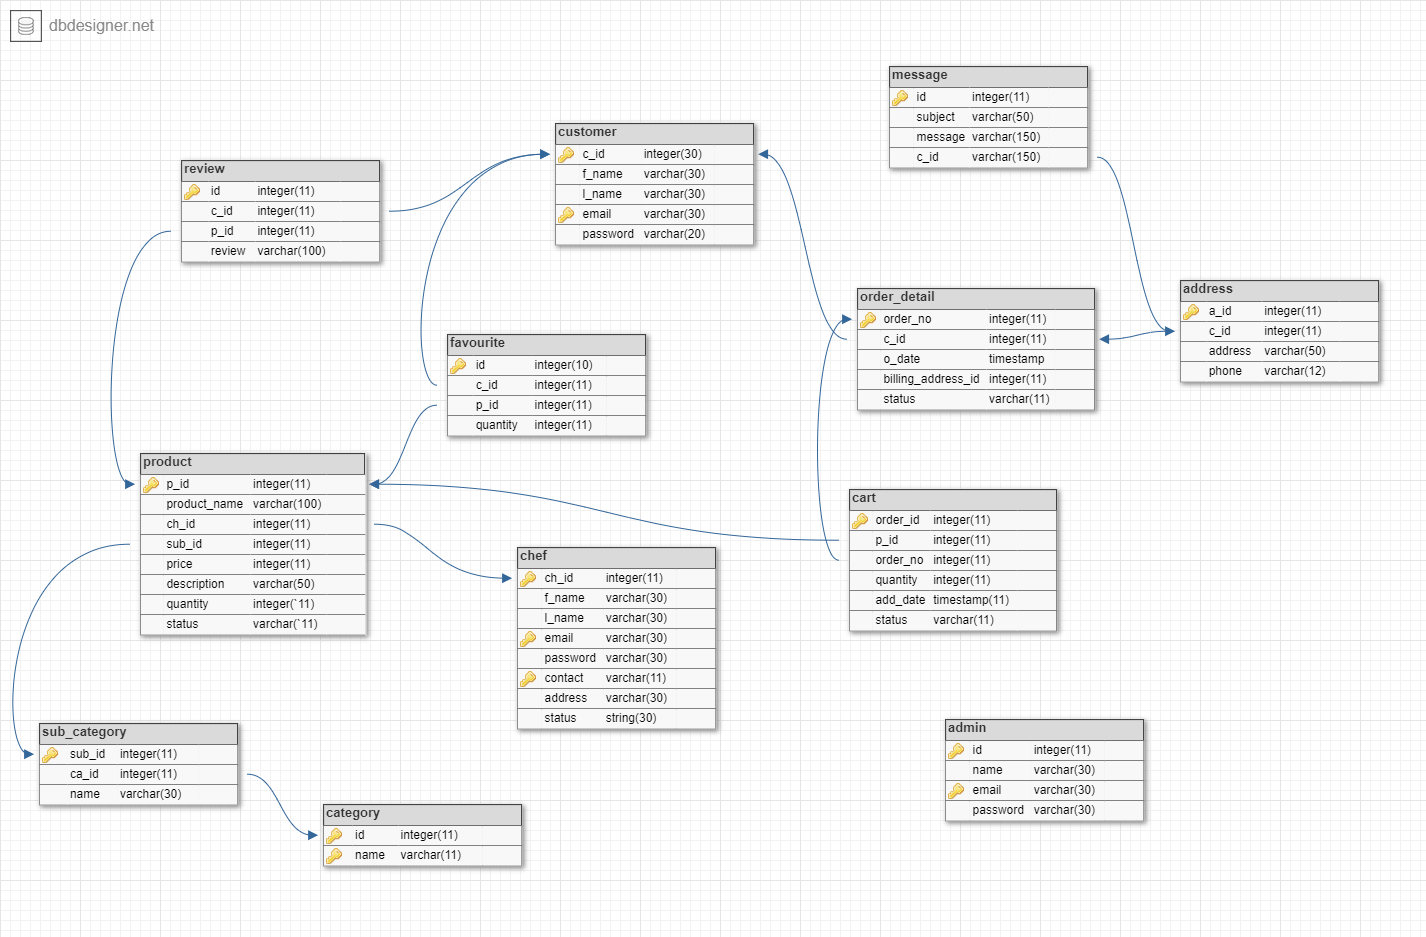 dbdesigner.net
message
id integer(11)
subject varchar(50)
message varchar(150)
c_id varchar(150)
customer
c_id integer(30)
f_name varchar(30)
l_name varchar(30)
email varchar(30)
password varchar(20)
review
id integer(11)
c_id integer(11)
p_id integer(11)
review varchar(100)
address
a_id integer(11)
c_id integer(11)
address varchar(50)
phone varchar(12)
order_detail
order_no integer(11)
c_id integer(11)
o_date timestamp
billing_address_id integer(11)
status varchar(11)
favourite
id integer(10)
c_id integer(11)
p_id integer(11)
quantity integer(11)
product
p_id integer(11)
product_name varchar(100)
ch_id integer(11)
sub_id integer(11)
price integer(11)
description varchar(50)
quantity integer(`11)
status varchar(`11)
cart
order_id integer(11)
p_id integer(11)
order_no integer(11)
quantity integer(11)
add_date timestamp(11)
status varchar(11)
chef
ch_id integer(11)
f_name varchar(30)
l_name varchar(30)
email varchar(30)
password varchar(30)
contact varchar(11)
address varchar(30)
status string(30)
sub_category
sub_id integer(11)
ca_id integer(11)
name varchar(30)
admin
id integer(11)
name varchar(30)
email varchar(30)
password varchar(30)
category
id integer(11)
name varchar(11)